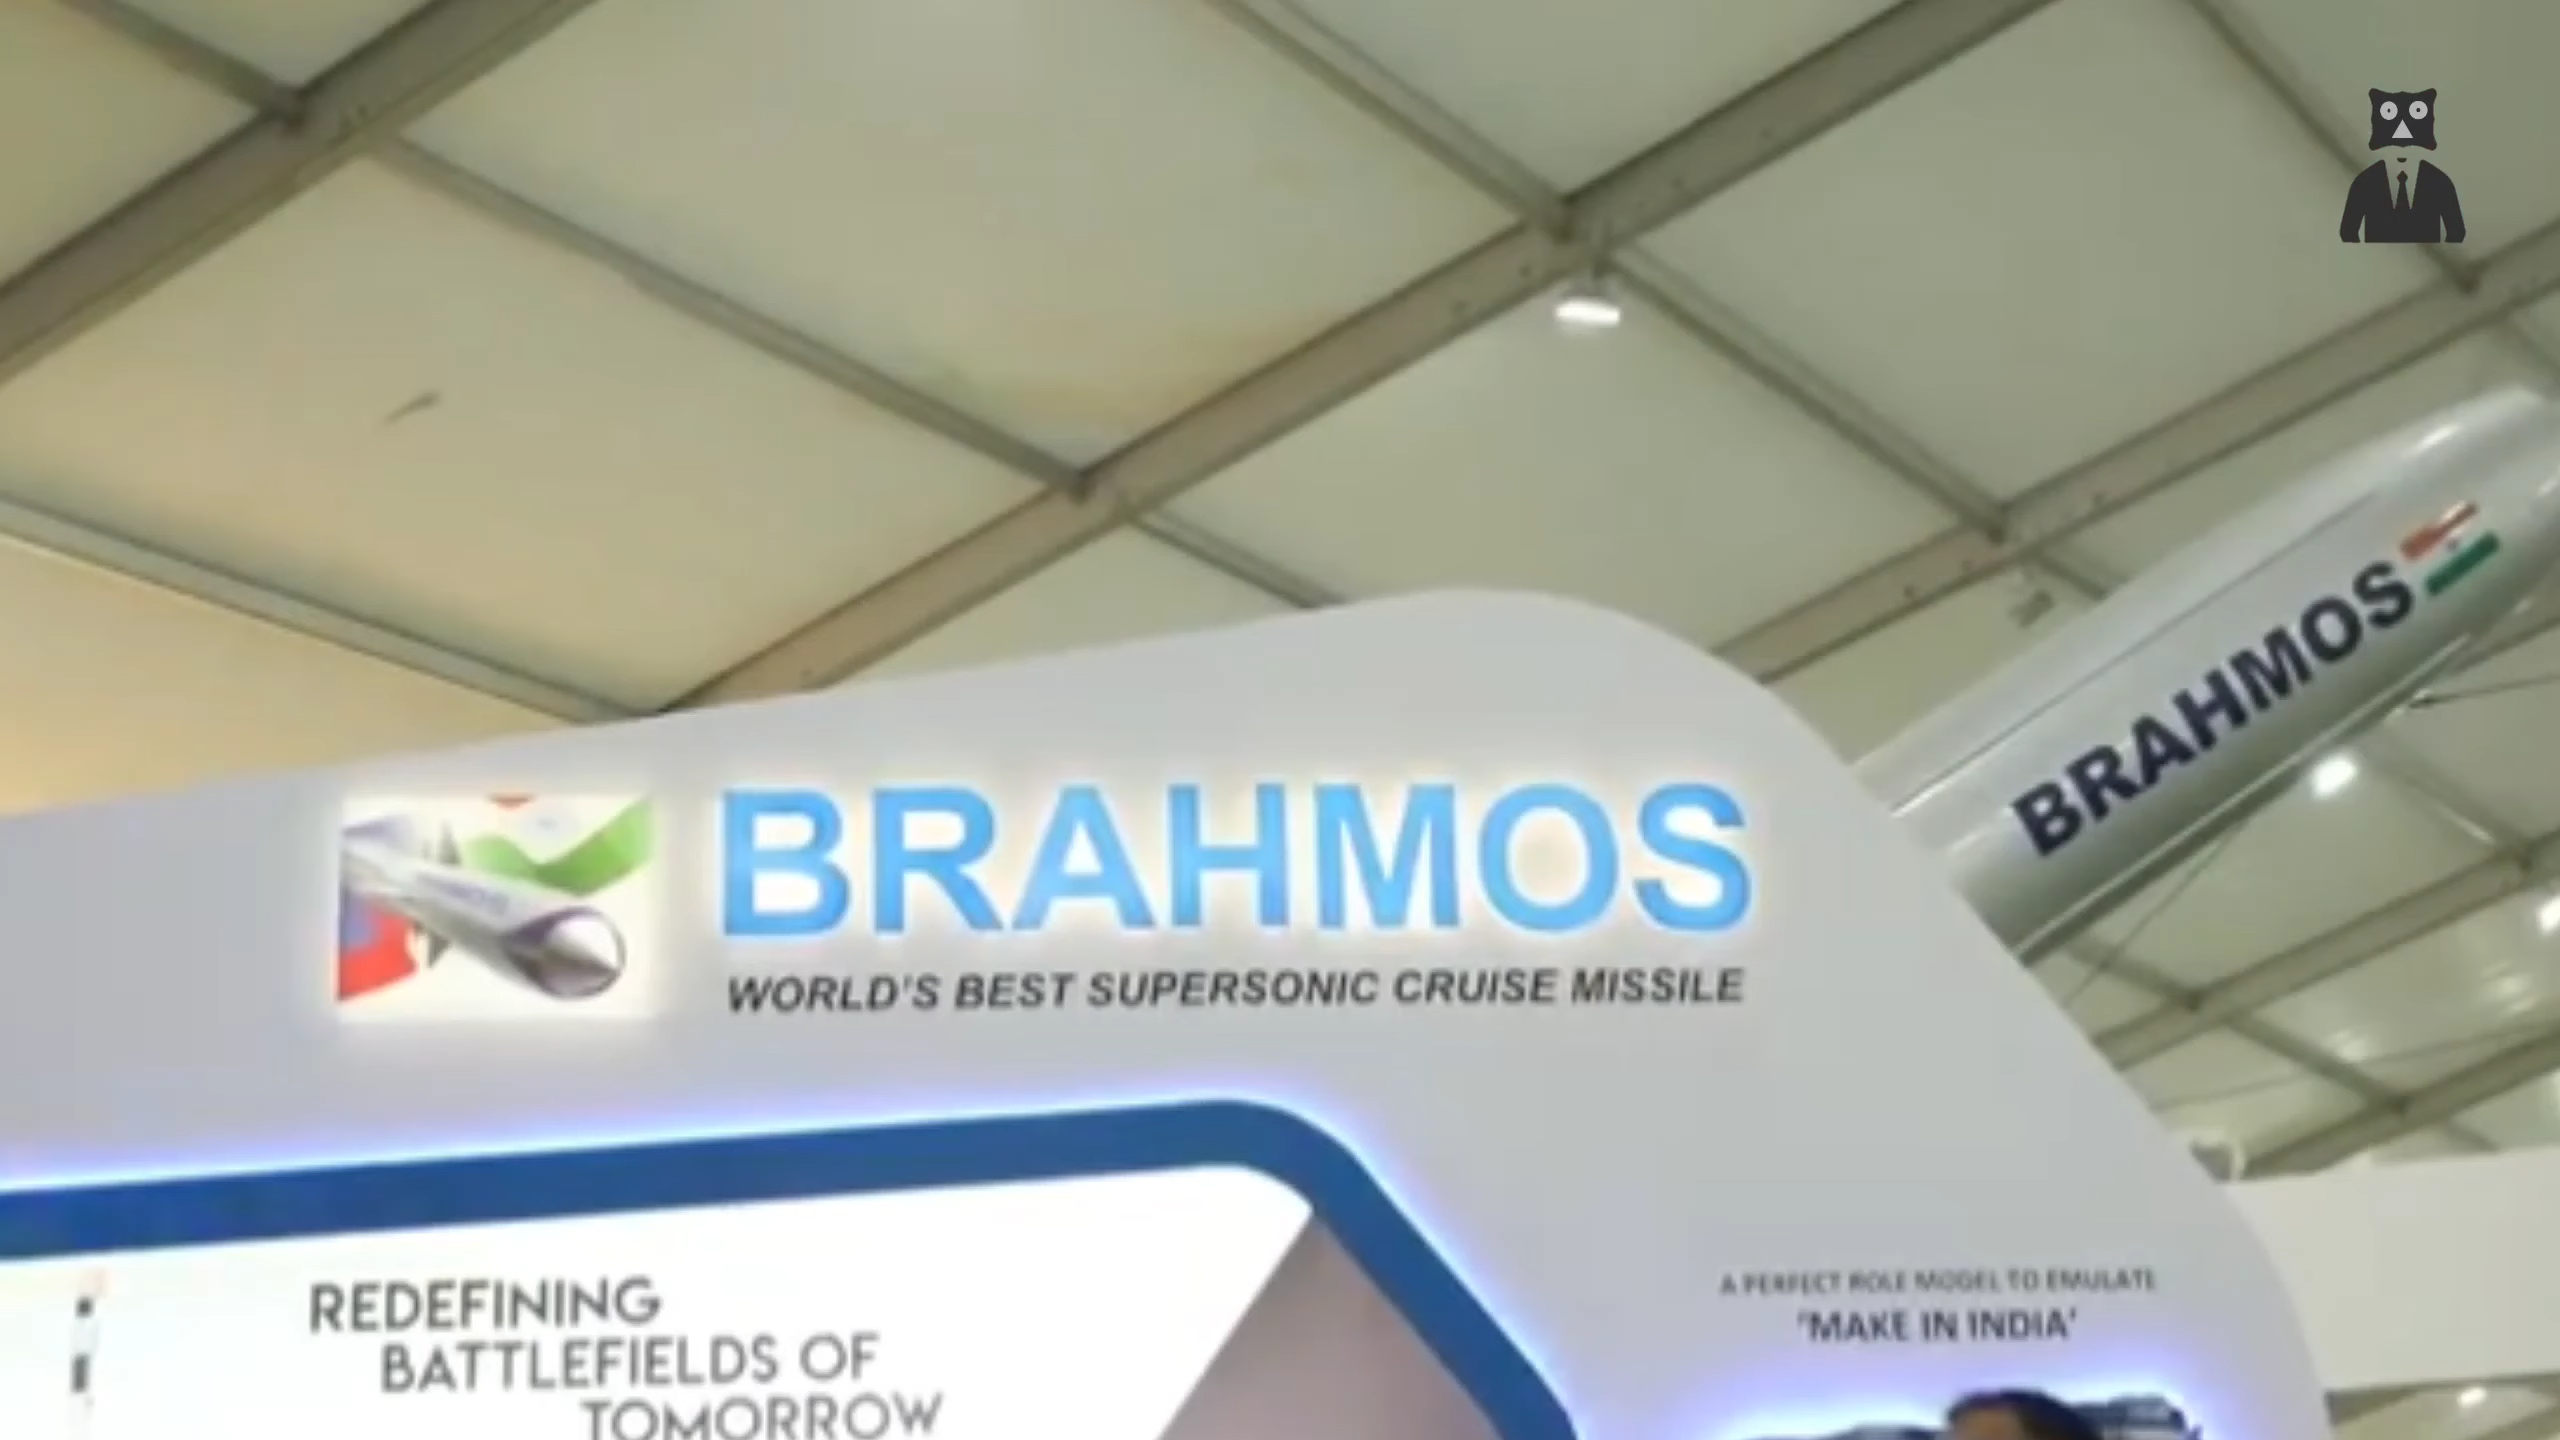 BRAHMOS
BRAHMOS
WORLD'S BEST SUPERSONIC CRUISE MISSILE
A PERFECT ROLE MODEL TO EMULATE
'MAKE IN INDIA'
REDEFINING
BATTLEFIELDS OF
TOMORROW